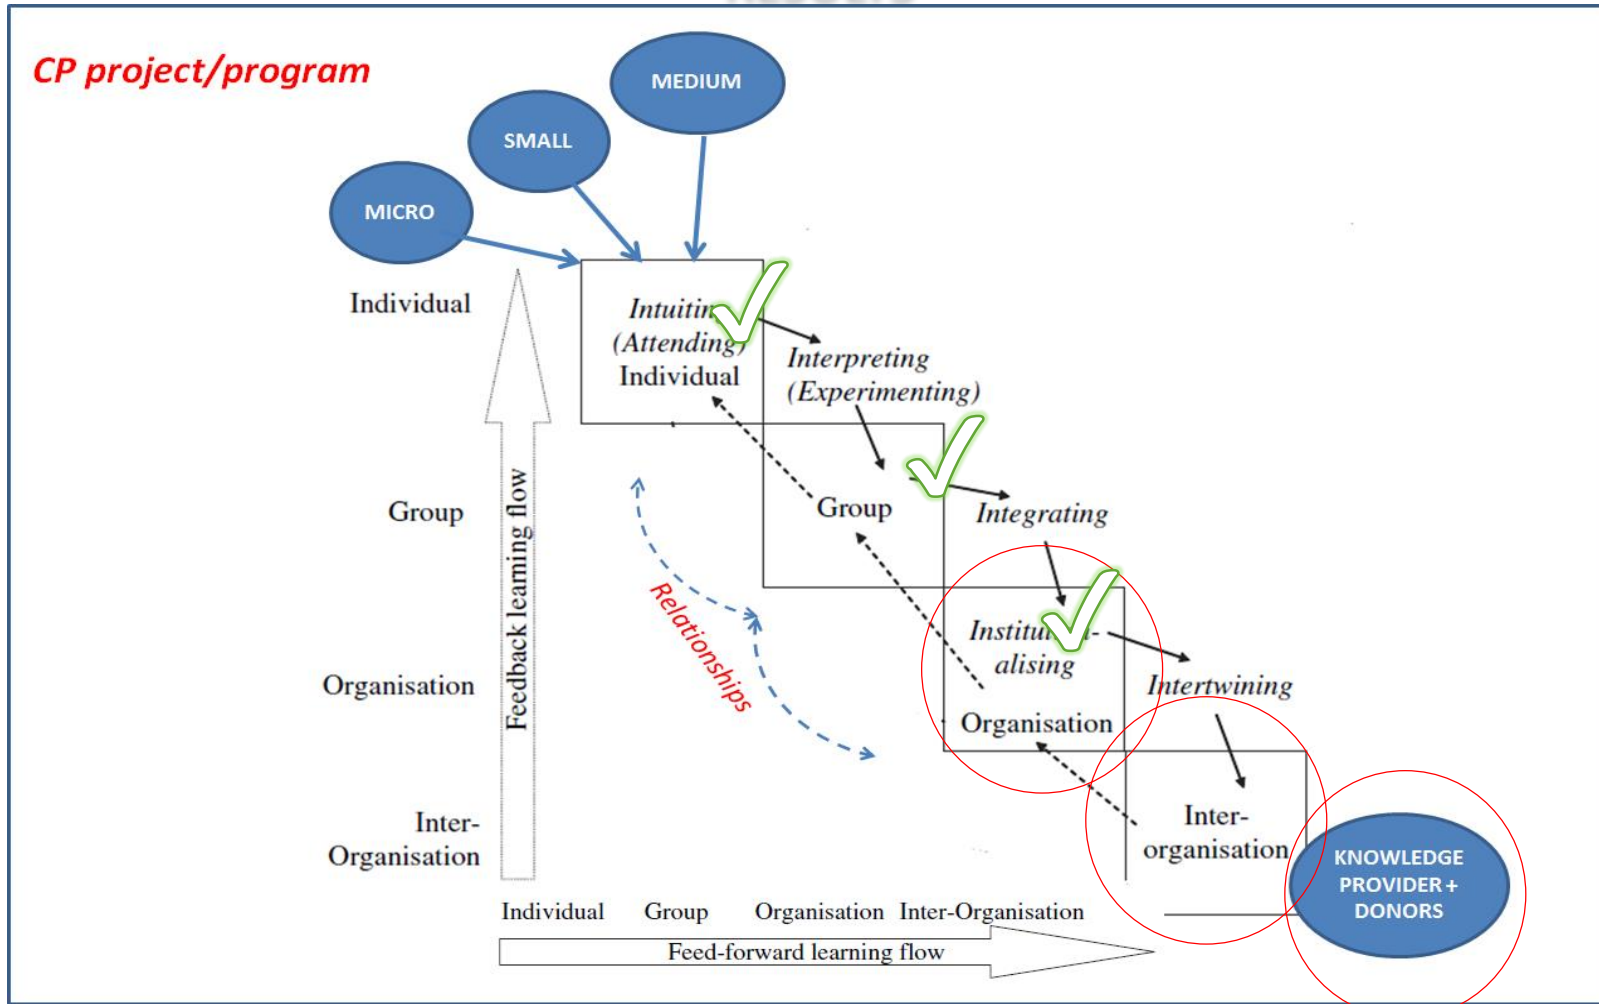 CP project/program
MEDIUM
SMALL
MICRO
Individual
(Attending)
Individual
Interpreting
(Experimenting)
Group
Group
Integrating
Feedback learning flow
Relationships
Organisation
alising
Organisation
Intertwining
Inter-
Organisation
Inter-
organisation
KNOWLEDGE
PROVIDER +
DONORS
Individual Group Organisation Inter-Organisation
Feed-forward learning flow